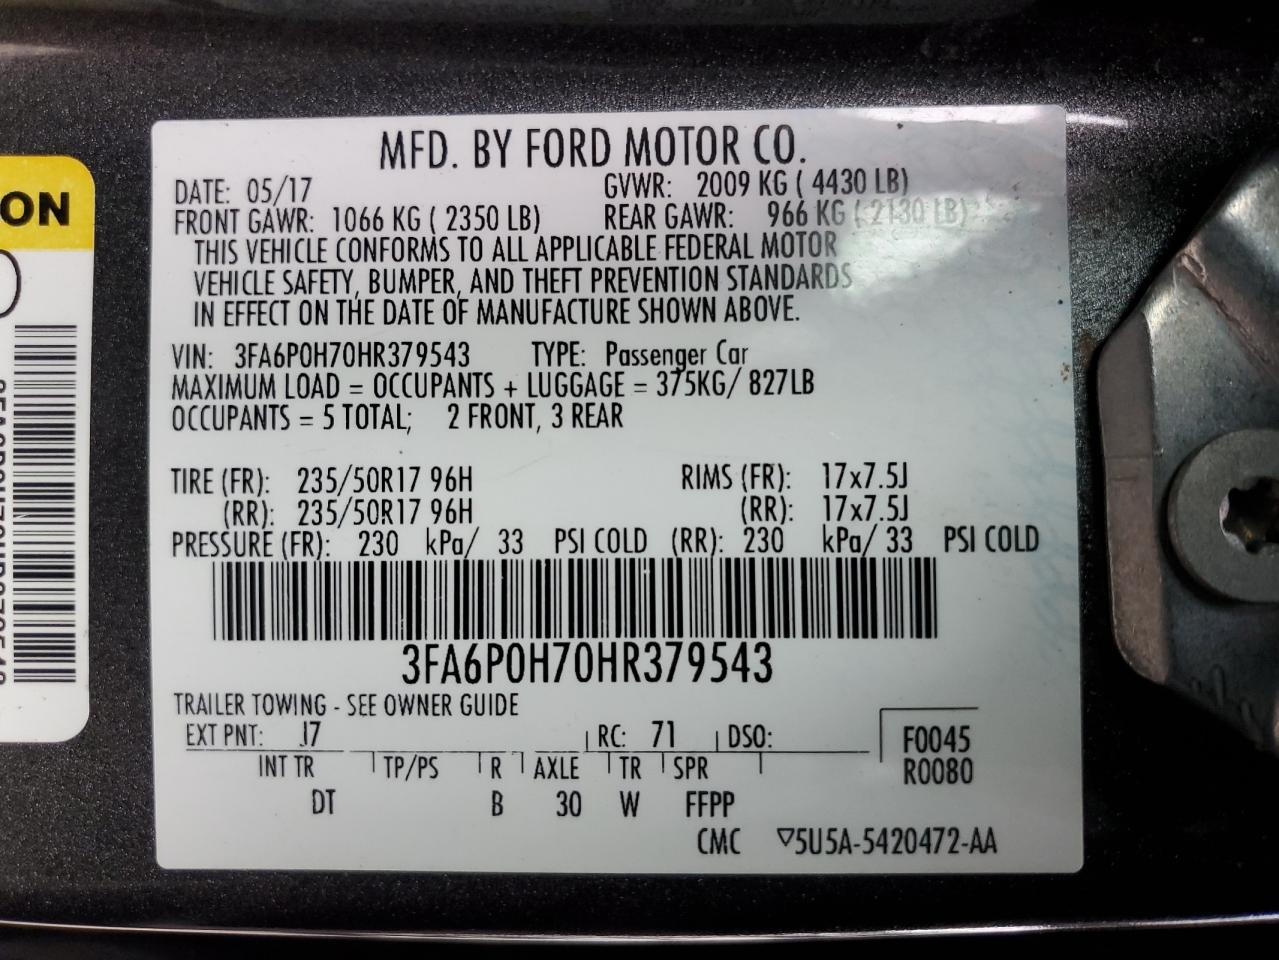 MFD. BY FORD MOTOR CO.
DATE: 05/17 GVWR: 2009 KG ( 4430 LB)
FRONT GAWR: 1066 KG ( 2350 LB) REAR GAWR: 966 KG ( 2130 LB)
THIS VEHICLE CONFORMS TO ALL APPLICABLE FEDERAL MOTOR
VEHICLE SAFETY, BUMPER, AND THEFT PREVENTION STANDARDS
IN EFFECT ON THE DATE OF MANUFACTURE SHOWN ABOVE.
VIN: 3FA6P0H70HR379543 TYPE: Passenger Car
MAXIMUM LOAD = OCCUPANTS + LUGGAGE = 375KG/ 827LB
OCCUPANTS = 5 TOTAL; 2 FRONT, 3 REAR
TIRE (FR): 235/50R17 96H RIMS (FR): 17x7.5J
(RR): 235/50R17 96H (RR): 17x7.5J
PRESSURE (FR): 230 kPa/ 33 PSI COLD (RR): 230 kPa/ 33 PSI COLD
3FA6P0H70HR379543
TRAILER TOWING - SEE OWNER GUIDE
EXT PNT: J7 RC: 71 DSO: F0045
INT TR TP/PS R AXLE TR SPR R0080
DT B 30 W FFPP
CMC ▽5U5A-5420472-AA
ON